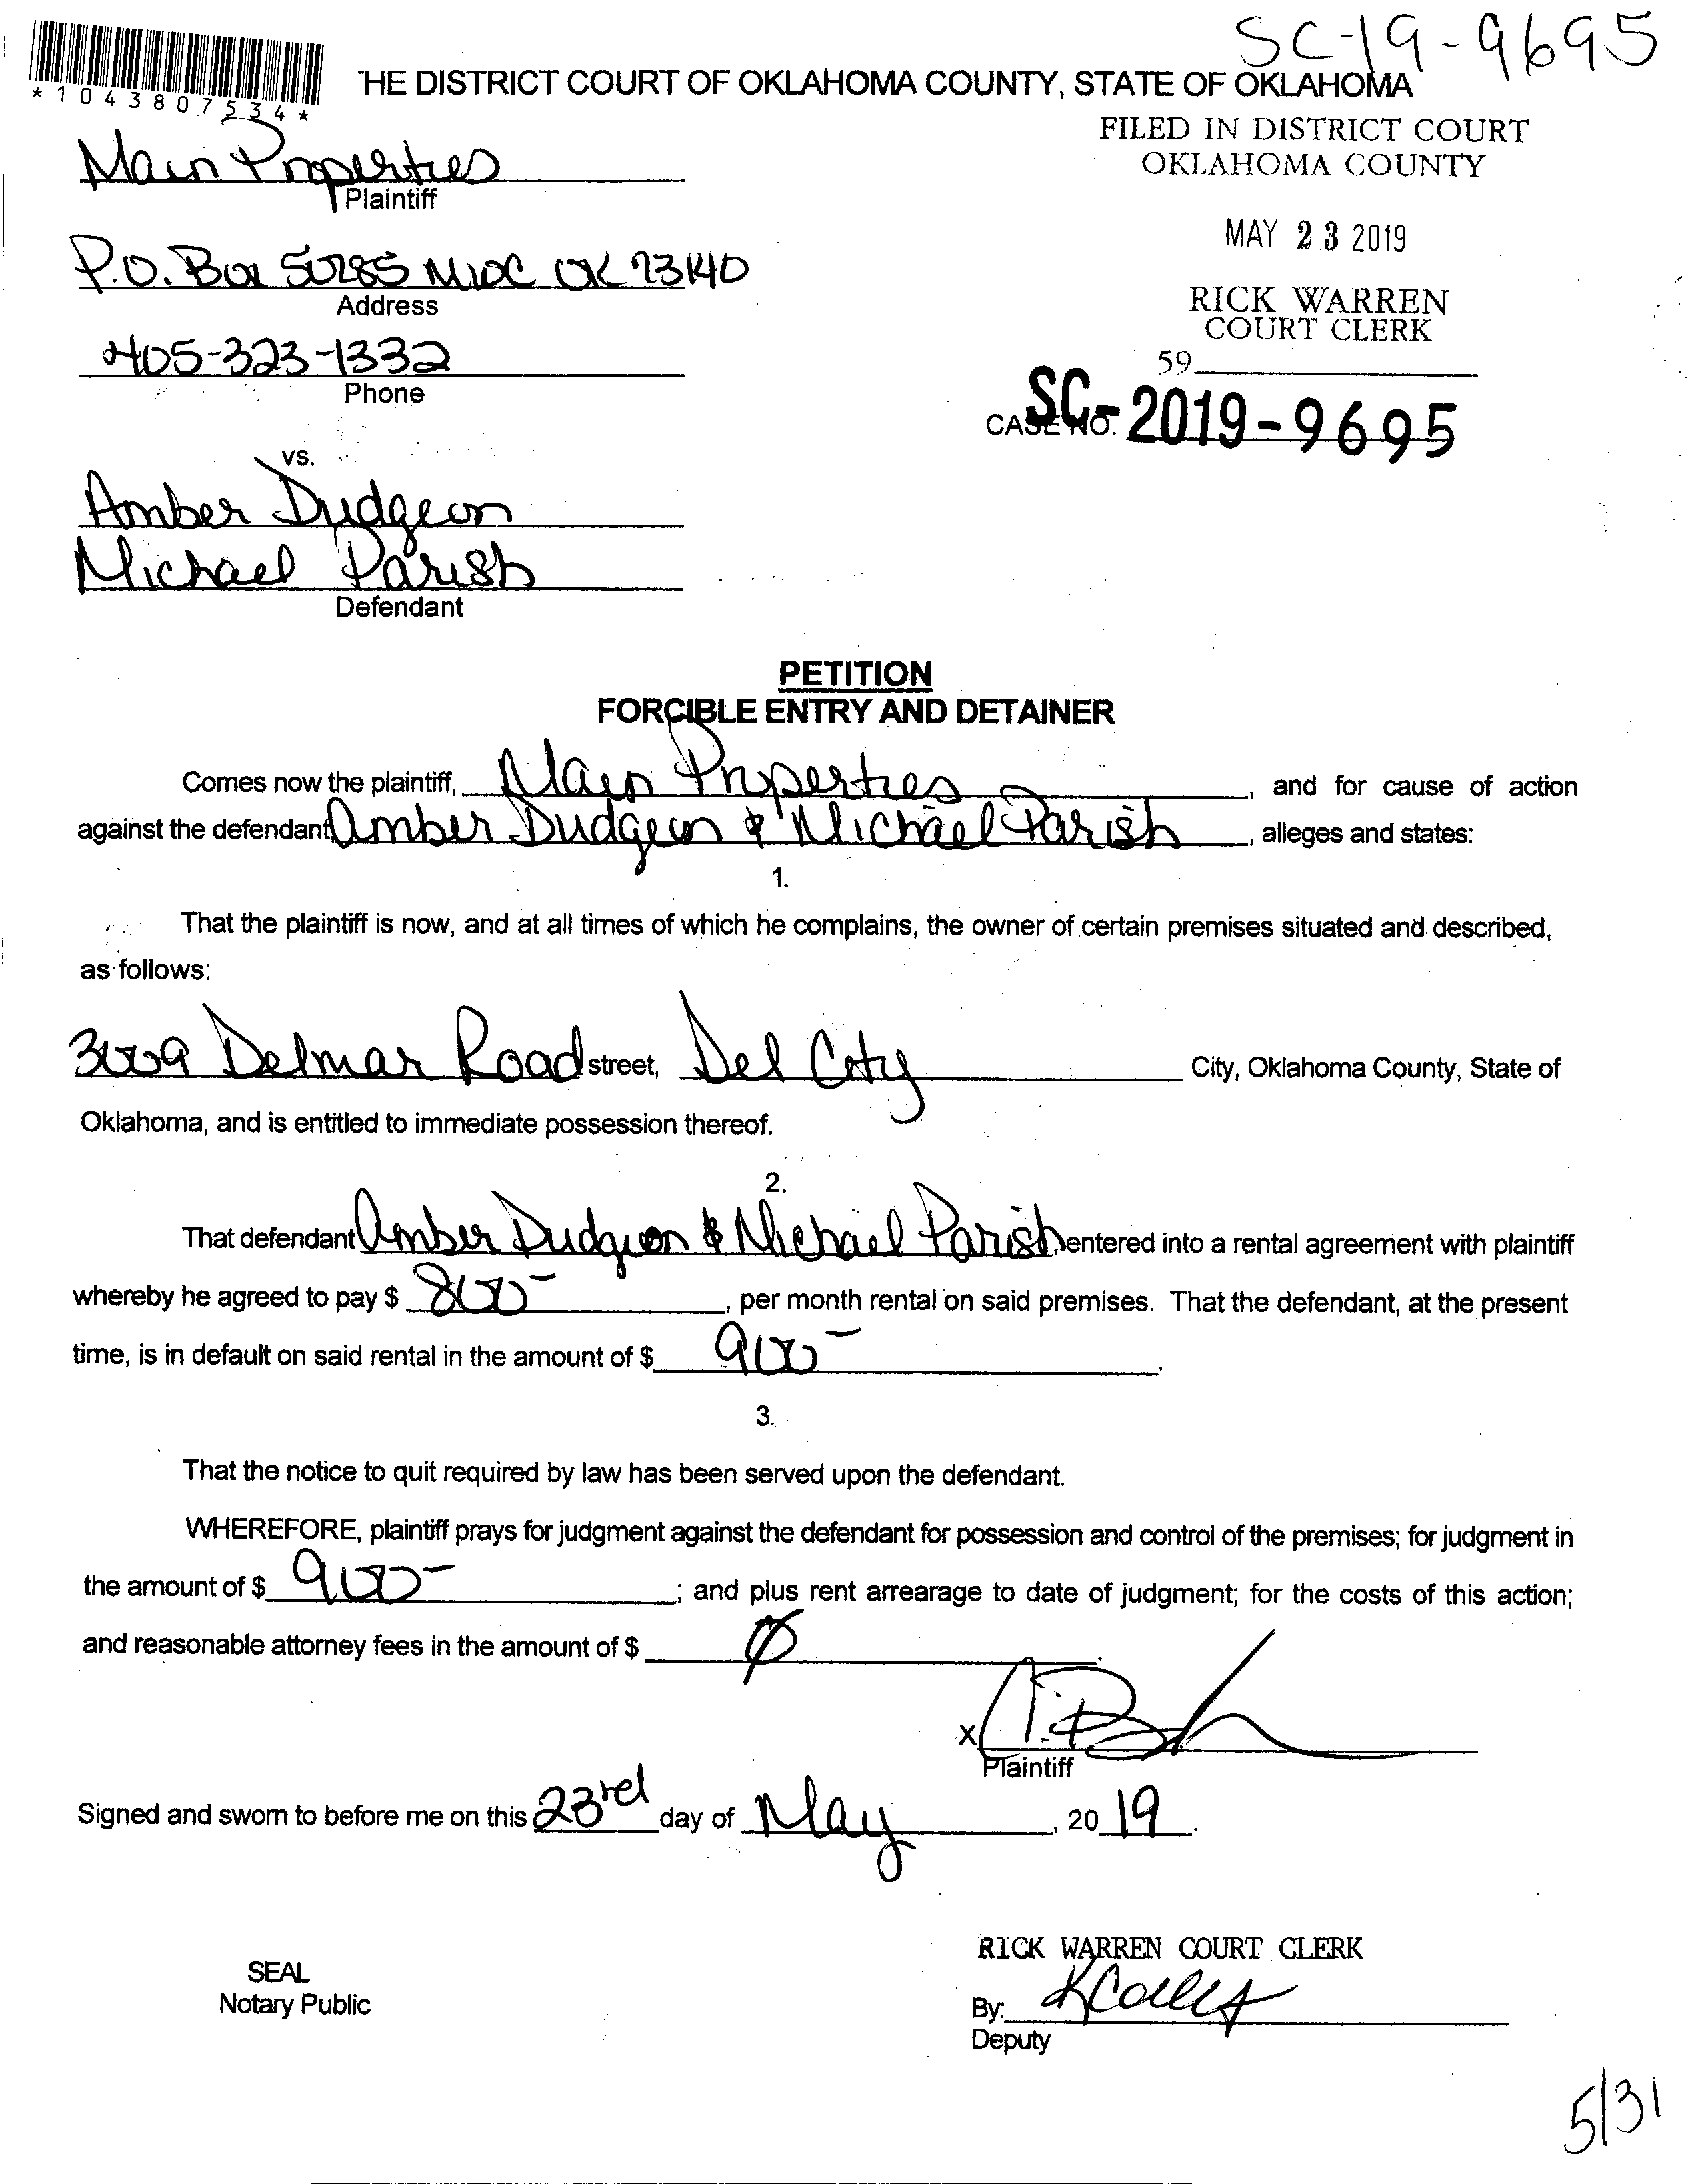 SC-19-9695
*1043807534*
THE DISTRICT COURT OF OKLAHOMA COUNTY, STATE OF OKLAHOMA
FILED IN DISTRICT COURT
OKLAHOMA COUNTY
Main Properties
Plaintiff
MAY 23 2019
P.O. Box 50285 MWC OK 73140
Address
RICK WARREN
COURT CLERK
405-323-1332
Phone
59
CASE NO. SC-2019-9695
vs.
Amber Dudgeon
Michael Parish
Defendant
PETITION
FORCIBLE ENTRY AND DETAINER
Comes now the plaintiff, Main Properties, and for cause of action
against the defendant Amber Dudgeon & Michael Parish, alleges and states:
1.
That the plaintiff is now, and at all times of which he complains, the owner of certain premises situated and described,
as follows:
3009 Delmar Road street, Del City City, Oklahoma County, State of
Oklahoma, and is entitled to immediate possession thereof.
2.
That defendant Amber Dudgeon & Michael Parish entered into a rental agreement with plaintiff
whereby he agreed to pay $ 800-, per month rental on said premises. That the defendant, at the present
time, is in default on said rental in the amount of $ 900-.
3.
That the notice to quit required by law has been served upon the defendant.
WHEREFORE, plaintiff prays for judgment against the defendant for possession and control of the premises; for judgment in
the amount of $ 900-; and plus rent arrearage to date of judgment; for the costs of this action;
and reasonable attorney fees in the amount of $ Ø.
X
Plaintiff
Signed and sworn to before me on this 23rd day of May, 2019.
RICK WARREN COURT CLERK
SEAL
Notary Public
By:
Deputy
5/31